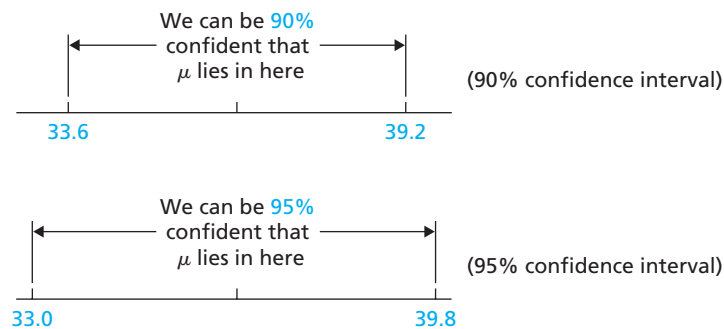 We can be 90%
confident that
μ lies in here
(90% confidence interval)
33.6 39.2
We can be 95%
confident that
μ lies in here
(95% confidence interval)
33.0 39.8